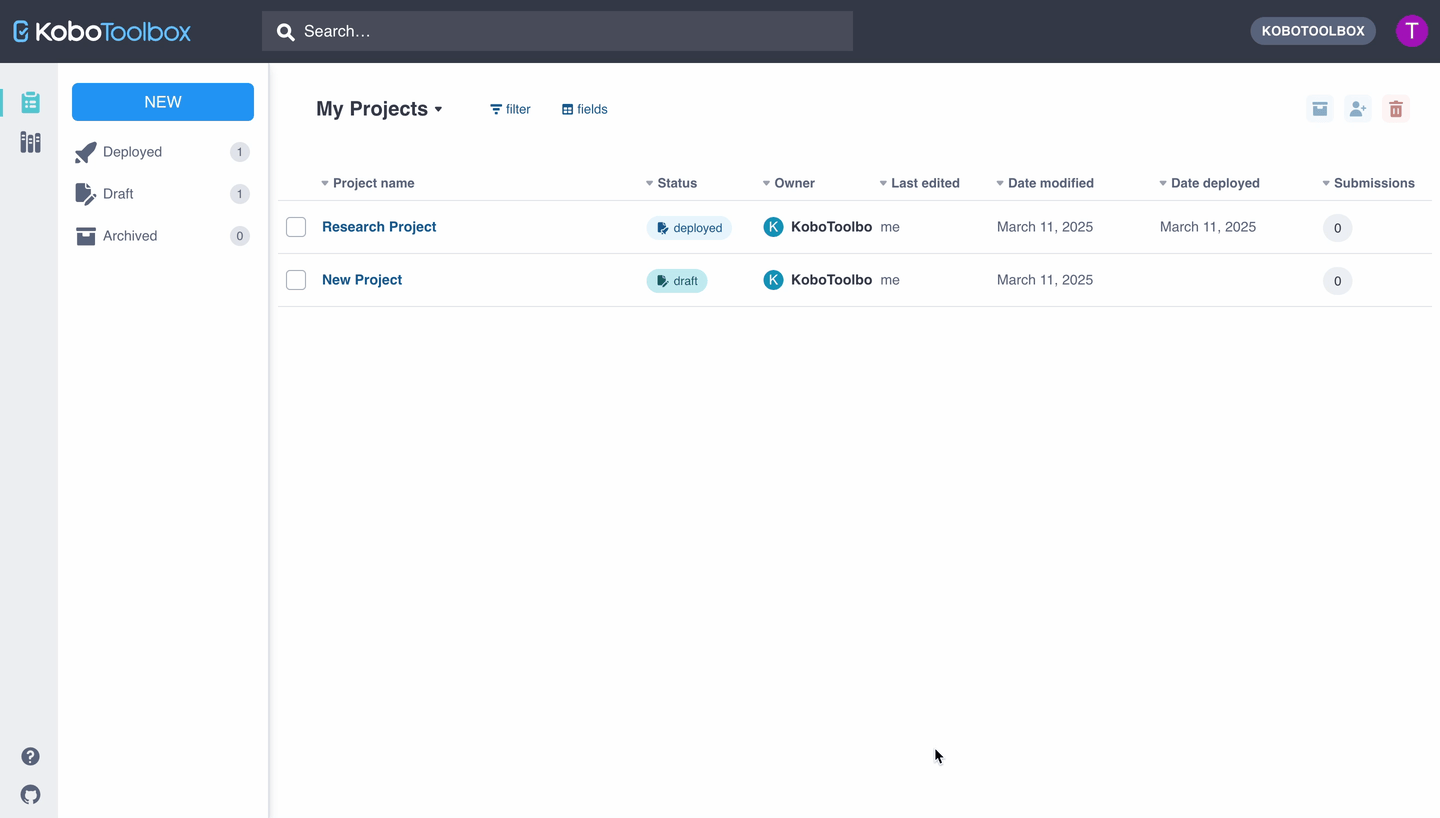 KoboToolbox
Search…
KOBOTOOLBOX
T
NEW
Deployed 1
Draft 1
Archived 0
My Projects
filter
fields
Project name Status Owner Last edited Date modified Date deployed Submissions
Research Project deployed K KoboToolbo me March 11, 2025 March 11, 2025 0
New Project draft K KoboToolbo me March 11, 2025 0